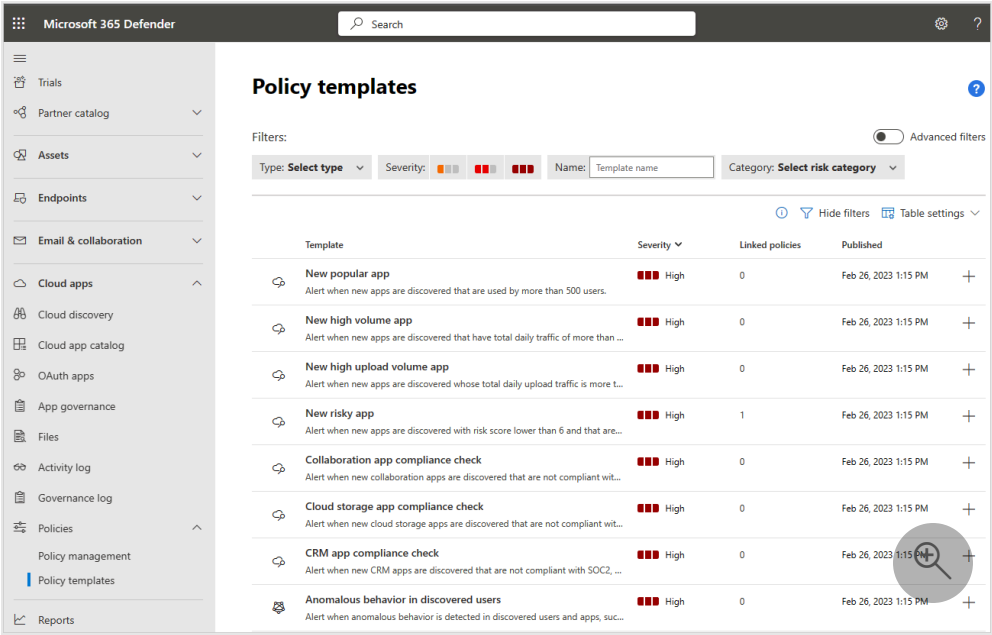 Microsoft 365 Defender
Search
?
Trials
Partner catalog
Assets
Endpoints
Email & collaboration
Cloud apps
Cloud discovery
Cloud app catalog
OAuth apps
App governance
Files
Activity log
Governance log
Policies
Policy management
Policy templates
Reports
Policy templates
?
Filters:
Advanced filters
Type: Select type
Severity:
Name: Template name
Category: Select risk category
Hide filters
Table settings
Template Severity Linked policies Published
New popular app High 0 Feb 26, 2023 1:15 PM
Alert when new apps are discovered that are used by more than 500 users.
New high volume app High 0 Feb 26, 2023 1:15 PM
Alert when new apps are discovered that have total daily traffic of more than ...
New high upload volume app High 0 Feb 26, 2023 1:15 PM
Alert when new apps are discovered whose total daily upload traffic is more t...
New risky app High 1 Feb 26, 2023 1:15 PM
Alert when new apps are discovered with risk score lower than 6 and that are...
Collaboration app compliance check High 0 Feb 26, 2023 1:15 PM
Alert when new collaboration apps are discovered that are not compliant wit...
Cloud storage app compliance check High 0 Feb 26, 2023 1:15 PM
Alert when new cloud storage apps are discovered that are not compliant wit...
CRM app compliance check High 0 Feb 26, 2023 1:15 PM
Alert when new CRM apps are discovered that are not compliant with SOC2, ...
Anomalous behavior in discovered users High 0 Feb 26, 2023 1:15 PM
Alert when anomalous behavior is detected in discovered users and apps, suc...